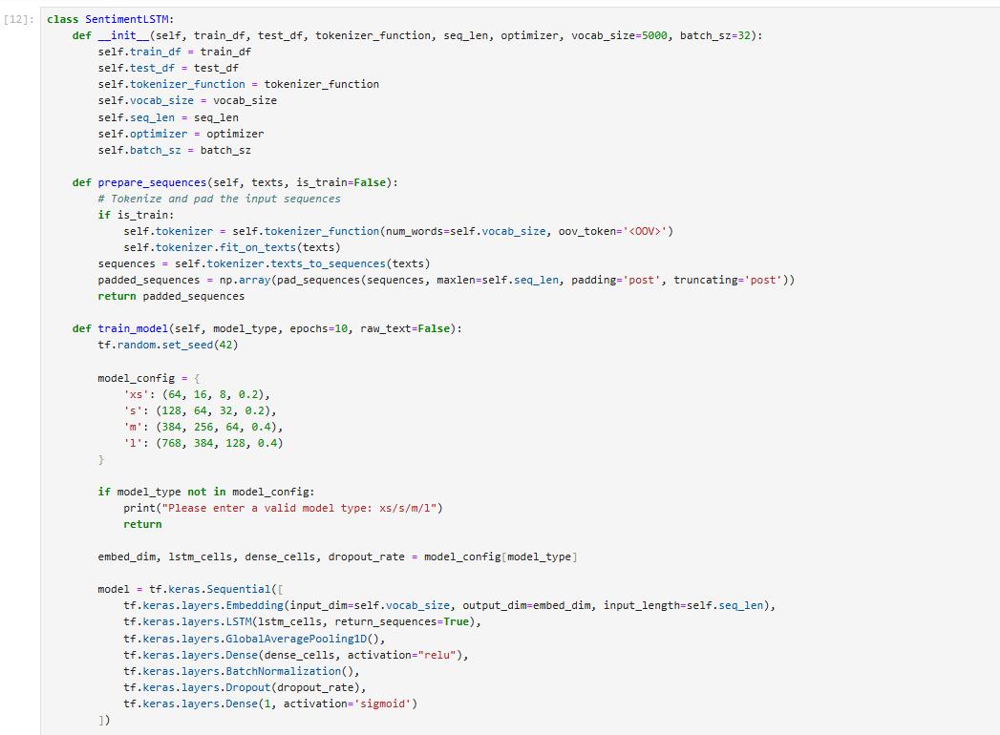 [12]: class SentimentLSTM:
    def __init__(self, train_df, test_df, tokenizer_function, seq_len, optimizer, vocab_size=5000, batch_sz=32):
        self.train_df = train_df
        self.test_df = test_df
        self.tokenizer_function = tokenizer_function
        self.vocab_size = vocab_size
        self.seq_len = seq_len
        self.optimizer = optimizer
        self.batch_sz = batch_sz

    def prepare_sequences(self, texts, is_train=False):
        # Tokenize and pad the input sequences
        if is_train:
            self.tokenizer = self.tokenizer_function(num_words=self.vocab_size, oov_token='<OOV>')
            self.tokenizer.fit_on_texts(texts)
        sequences = self.tokenizer.texts_to_sequences(texts)
        padded_sequences = np.array(pad_sequences(sequences, maxlen=self.seq_len, padding='post', truncating='post'))
        return padded_sequences

    def train_model(self, model_type, epochs=10, raw_text=False):
        tf.random.set_seed(42)

        model_config = {
            'xs': (64, 16, 8, 0.2),
            's': (128, 64, 32, 0.2),
            'm': (384, 256, 64, 0.4),
            'l': (768, 384, 128, 0.4)
        }

        if model_type not in model_config:
            print("Please enter a valid model type: xs/s/m/l")
            return

        embed_dim, lstm_cells, dense_cells, dropout_rate = model_config[model_type]

        model = tf.keras.Sequential([
            tf.keras.layers.Embedding(input_dim=self.vocab_size, output_dim=embed_dim, input_length=self.seq_len),
            tf.keras.layers.LSTM(lstm_cells, return_sequences=True),
            tf.keras.layers.GlobalAveragePooling1D(),
            tf.keras.layers.Dense(dense_cells, activation="relu"),
            tf.keras.layers.BatchNormalization(),
            tf.keras.layers.Dropout(dropout_rate),
            tf.keras.layers.Dense(1, activation='sigmoid')
        ])